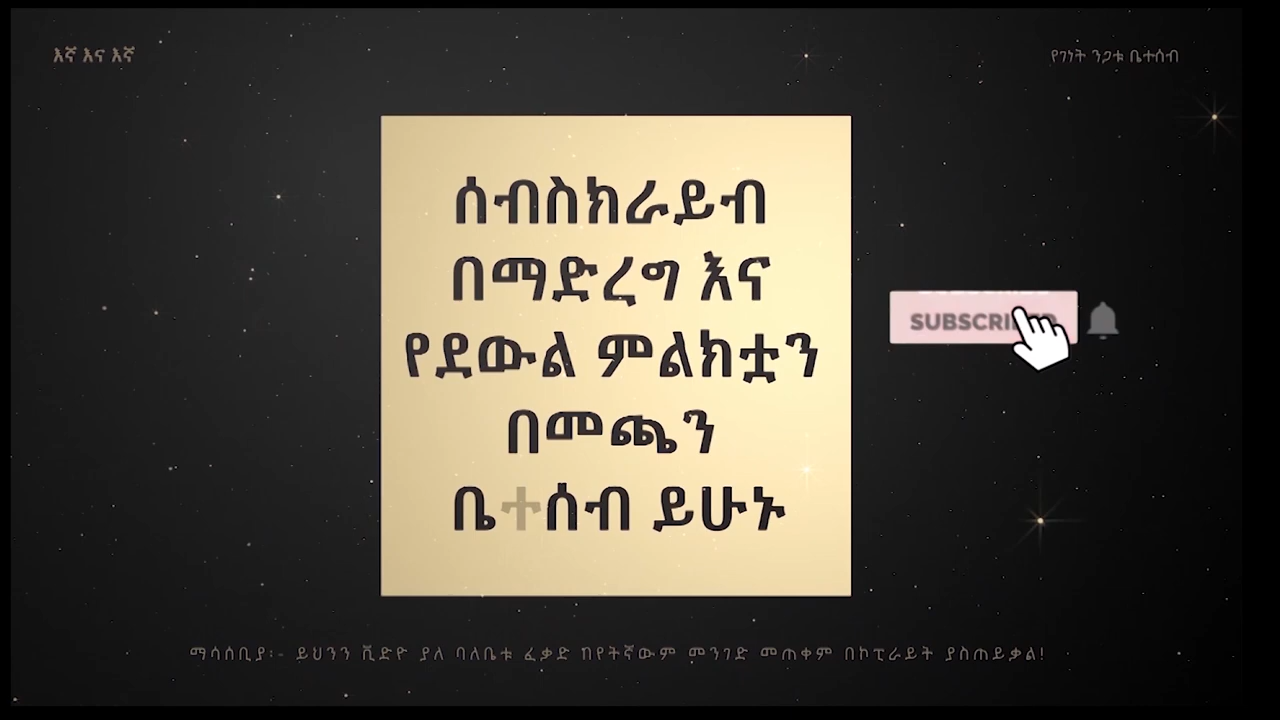 እኛ እና እኛ
የገነት ንጋቱ ቤተሰብ
ሰብስክራይብ
በማድረግ እና
የደውል ምልክቷን
በመጫን
ቤተሰብ ይሁኑ
SUBSCRIBED
ማሳሰቢያ፡- ይህንን ቪድዮ ያለ ባለቤቱ ፈቃድ በየትኛውም መንገድ መጠቀም በኮፒራይት ያስጠይቃል!